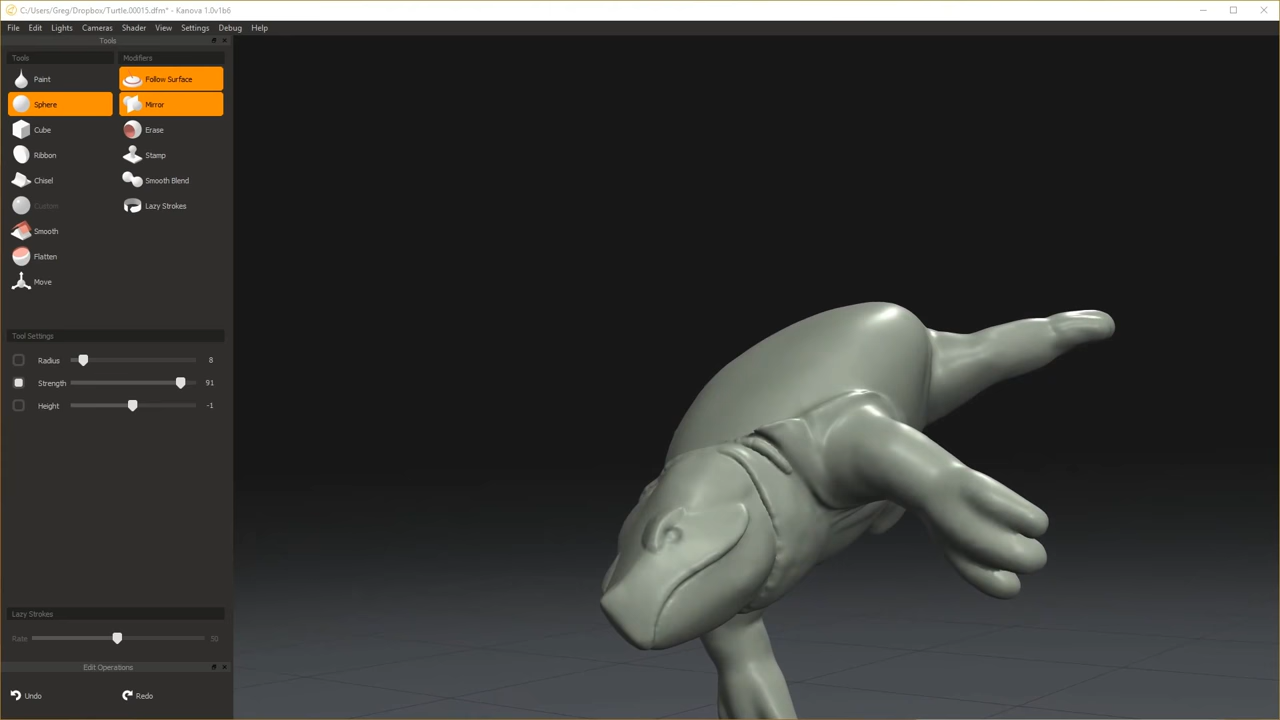 C:/Users/Greg/Dropbox/Turtle.00015.dfm* - Kanova 1.0v1b6
File Edit Lights Cameras Shader View Settings Debug Help
Tools
Tools Modifiers
Paint Follow Surface
Sphere Mirror
Cube Erase
Ribbon Stamp
Chisel Smooth Blend
Custom Lazy Strokes
Smooth
Flatten
Move
Tool Settings
Radius 8
Strength 91
Height -1
Lazy Strokes
Rate 50
Edit Operations
Undo Redo